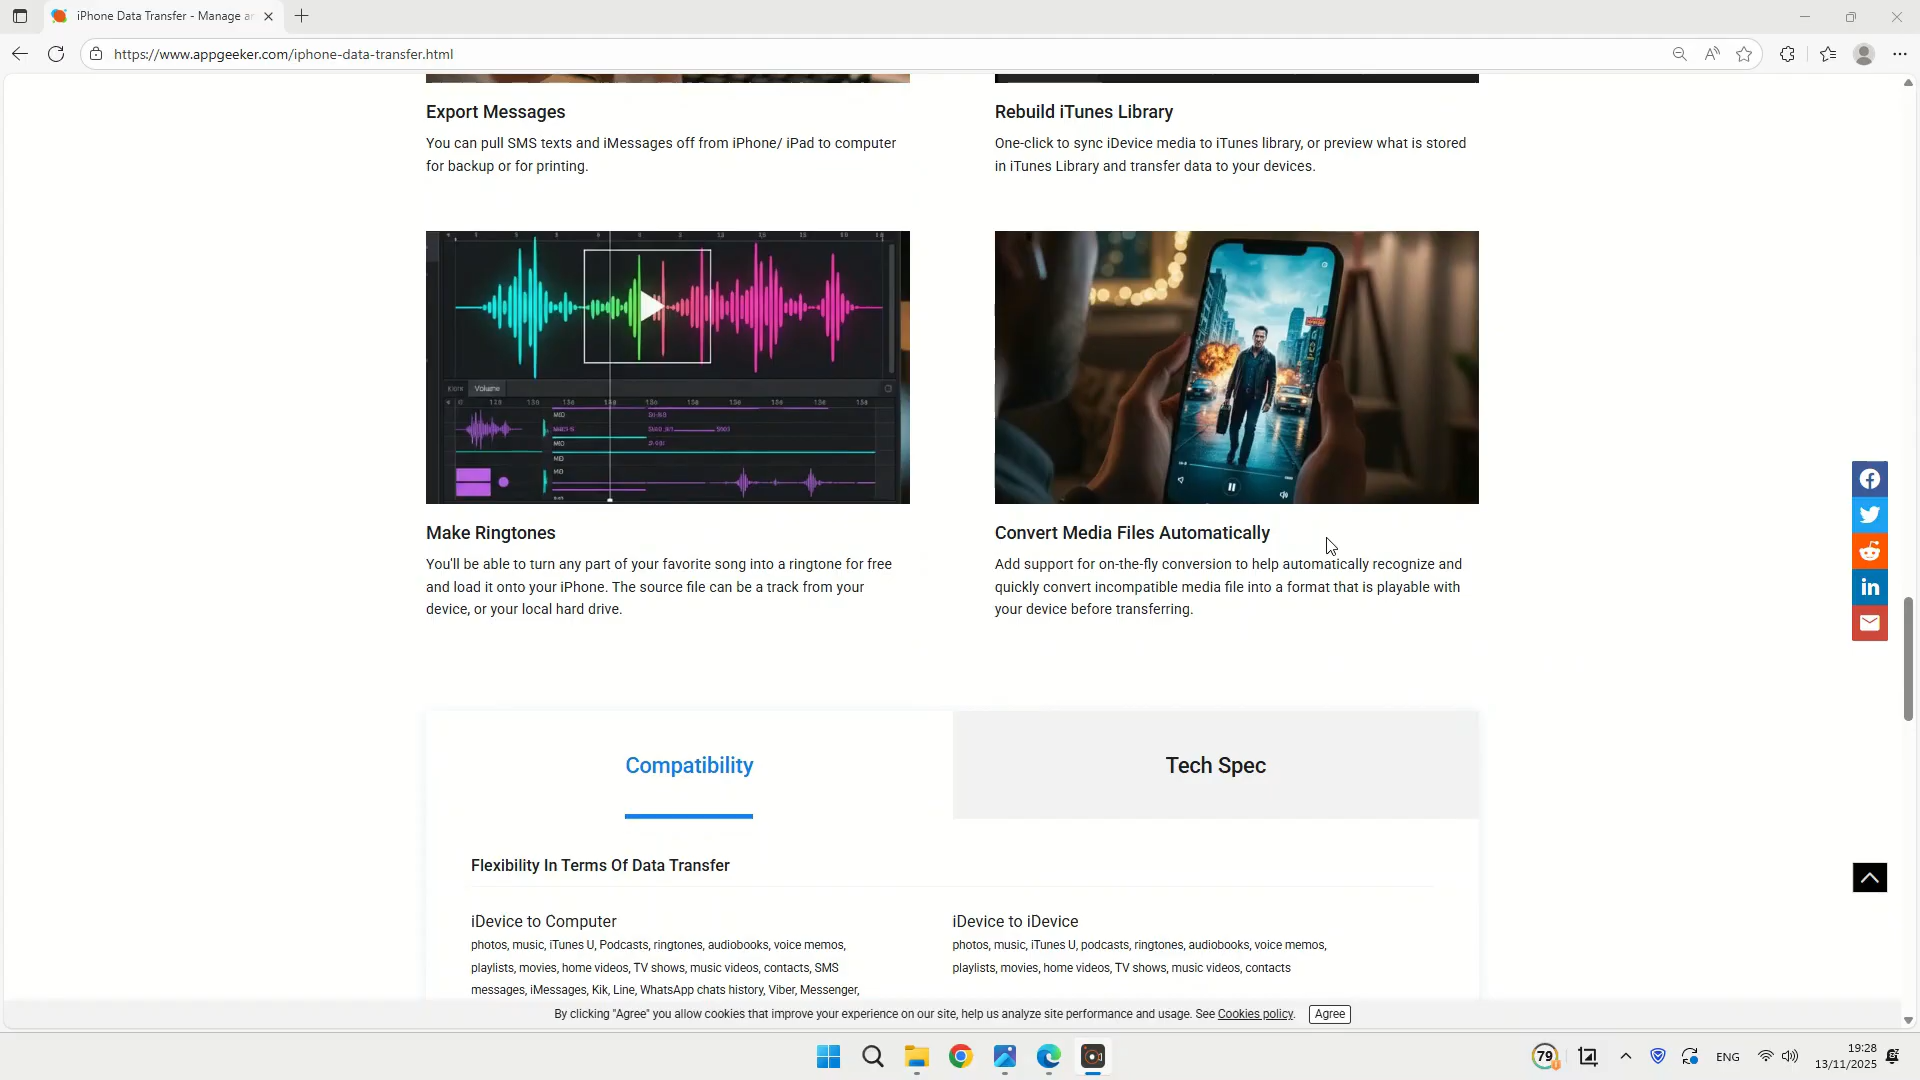 iPhone Data Transfer - Manage a
https://www.appgeeker.com/iphone-data-transfer.html
Export Messages
You can pull SMS texts and iMessages off from iPhone/ iPad to computer
for backup or for printing.
Rebuild iTunes Library
One-click to sync iDevice media to iTunes library, or preview what is stored
in iTunes Library and transfer data to your devices.
Volume
Make Ringtones
You'll be able to turn any part of your favorite song into a ringtone for free
and load it onto your iPhone. The source file can be a track from your
device, or your local hard drive.
Convert Media Files Automatically
Add support for on-the-fly conversion to help automatically recognize and
quickly convert incompatible media file into a format that is playable with
your device before transferring.
Compatibility
Tech Spec
Flexibility In Terms Of Data Transfer
iDevice to Computer
photos, music, iTunes U, Podcasts, ringtones, audiobooks, voice memos,
playlists, movies, home videos, TV shows, music videos, contacts, SMS
messages, iMessages, Kik, Line, WhatsApp chats history, Viber, Messenger,
iDevice to iDevice
photos, music, iTunes U, podcasts, ringtones, audiobooks, voice memos,
playlists, movies, home videos, TV shows, music videos, contacts
By clicking "Agree" you allow cookies that improve your experience on our site, help us analyze site performance and usage. See Cookies policy.
Agree
79
ENG
19:28
13/11/2025